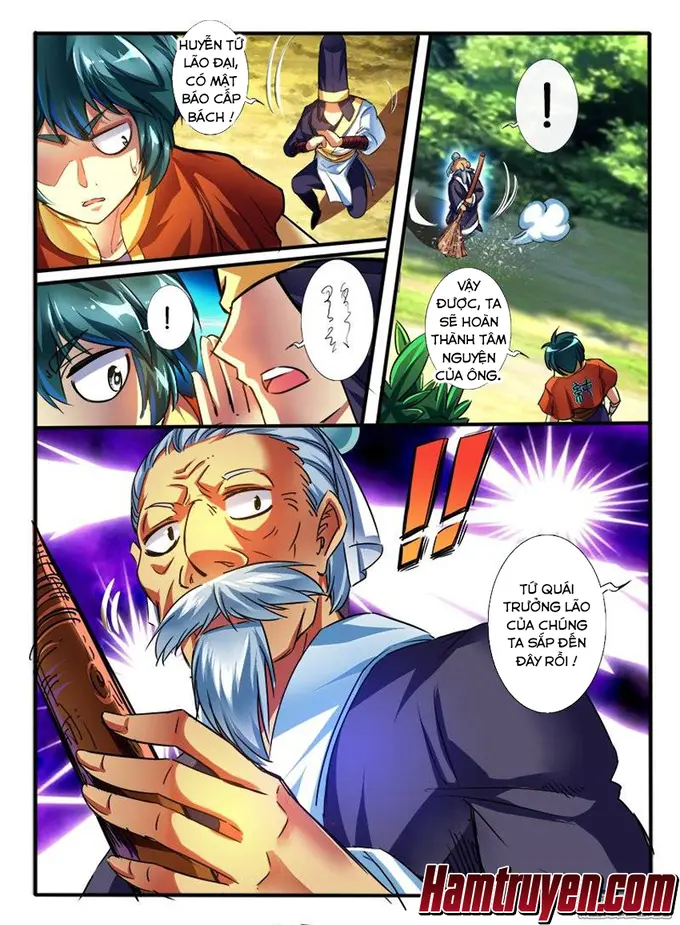 HUYỄN TỨ
LÃO ĐẠI,
CÓ MẬT
BÁO CẤP
BÁCH !
!
!
VẬY
ĐƯỢC, TA
SẼ HOÀN
THÀNH TÂM
NGUYỆN
CỦA ÔNG.
!!
TỨ QUÁI
TRƯỞNG LÃO
CỦA CHÚNG
TA SẮP ĐẾN
ĐÂY RỒI !
Hamtruyen.com